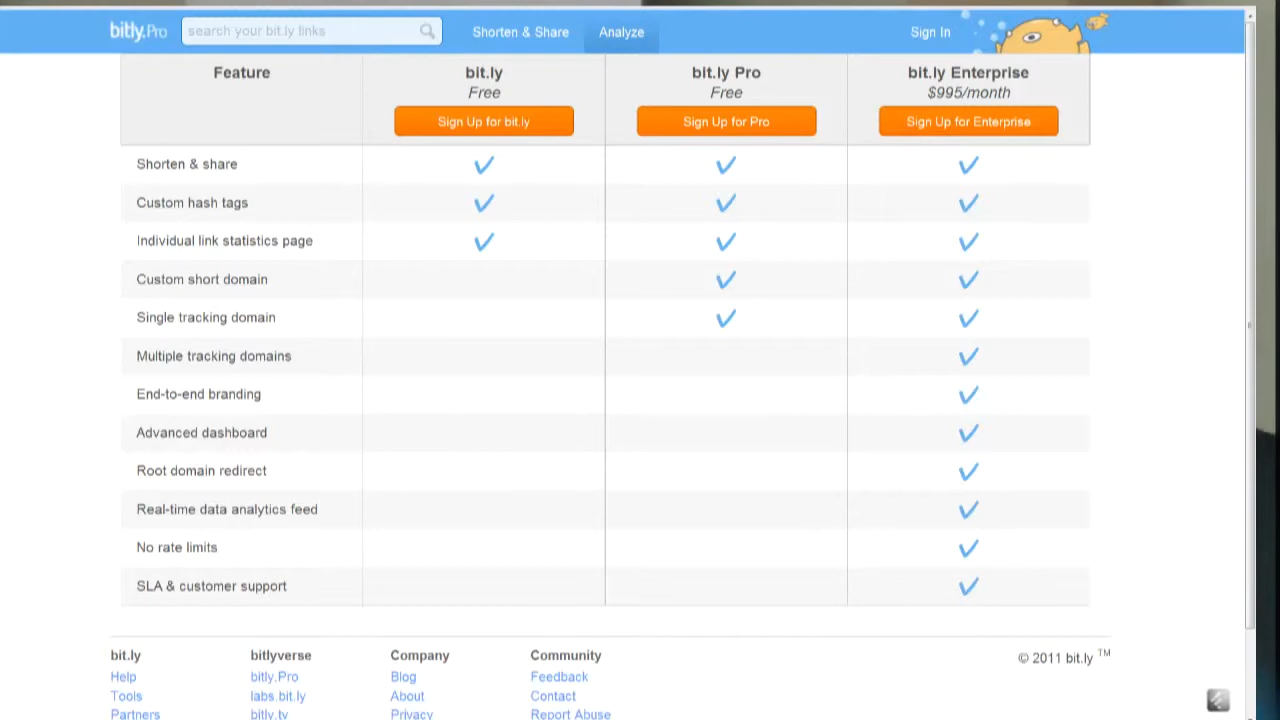 bitly.Pro search your bit.ly links Shorten & Share Analyze Sign In
Feature bit.ly bit.ly Pro bit.ly Enterprise
Free Free $995/month
Sign Up for bit.ly Sign Up for Pro Sign Up for Enterprise
Shorten & share
Custom hash tags
Individual link statistics page
Custom short domain
Single tracking domain
Multiple tracking domains
End-to-end branding
Advanced dashboard
Root domain redirect
Real-time data analytics feed
No rate limits
SLA & customer support
bit.ly bitlyverse Company Community © 2011 bit.ly ™
Help bitly.Pro Blog Feedback
Tools labs.bit.ly About Contact
Partners bitly.tv Privacy Report Abuse